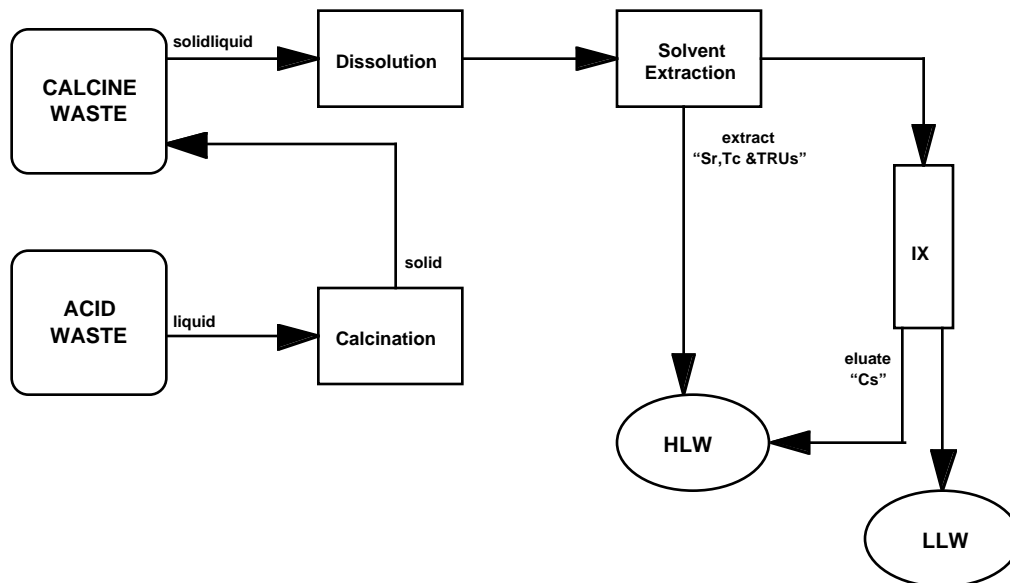 solidliquid
CALCINE
WASTE
Dissolution
Solvent
Extraction
extract
“Sr,Tc &TRUs”
IX
solid
ACID
WASTE
liquid
Calcination
eluate
“Cs”
HLW
LLW